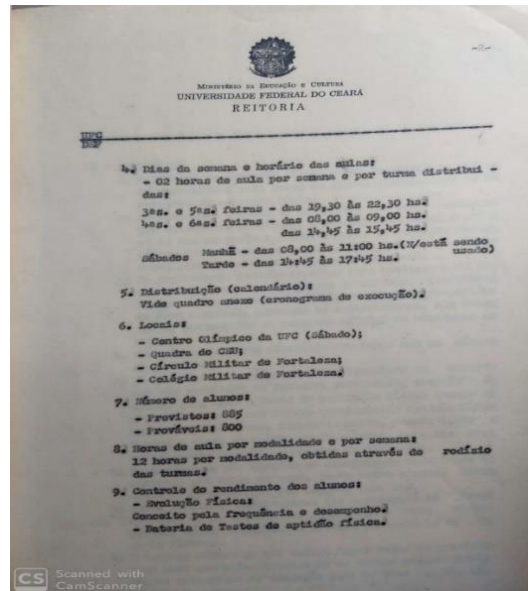 -2-
MINISTÉRIO DA EDUCAÇÃO E CULTURA
UNIVERSIDADE FEDERAL DO CEARÁ
REITORIA
UFC
4. Dias da semana e horário das aulas:
- 02 horas de aula por semana e por turma distribui -
das:
3as. e 5as. feiras - das 19,30 às 22,30 hs.
4as. e 6as. feiras - das 08,00 às 09,00 hs.
das 14,45 às 15,45 hs.
Sábados Manhã - das 08,00 às 11:00 hs.(N/está sendo
usado)
Tarde - das 14:45 às 17:45 hs.
5. Distribuição (calendário):
Vide quadro anexo (cronograma de execução).
6. Locais:
- Centro Olímpico da UFC (Sábado);
- Quadra do CEU;
- Círculo Militar de Fortaleza;
- Colégio Militar de Fortaleza.
7. Número de alunos:
- Previstos: 885
- Prováveis: 800
8. Horas de aula por modalidade e por semana:
12 horas por modalidade, obtidas através de rodízio
das turmas.
9. Controle do rendimento dos alunos:
- Evolução Física:
Conceito pela frequência e desempenho.
- Bateria de Testes de aptidão física.
CS Scanned with
CamScanner